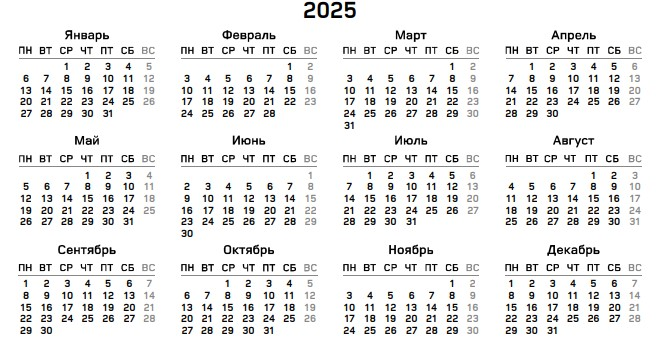 2025
Январь Февраль Март Апрель
ПН ВТ СР ЧТ ПТ СБ ВС ПН ВТ СР ЧТ ПТ СБ ВС ПН ВТ СР ЧТ ПТ СБ ВС ПН ВТ СР ЧТ ПТ СБ ВС
1 2 3 4 5 1 2 1 2 1 2 3 4 5 6
6 7 8 9 10 11 12 3 4 5 6 7 8 9 3 4 5 6 7 8 9 7 8 9 10 11 12 13
13 14 15 16 17 18 19 10 11 12 13 14 15 16 10 11 12 13 14 15 16 14 15 16 17 18 19 20
20 21 22 23 24 25 26 17 18 19 20 21 22 23 17 18 19 20 21 22 23 21 22 23 24 25 26 27
27 28 29 30 31 24 25 26 27 28 24 25 26 27 28 29 30 28 29 30
31
Май Июнь Июль Август
ПН ВТ СР ЧТ ПТ СБ ВС ПН ВТ СР ЧТ ПТ СБ ВС ПН ВТ СР ЧТ ПТ СБ ВС ПН ВТ СР ЧТ ПТ СБ ВС
1 2 3 4 1 1 2 3 4 5 6 1 2 3
5 6 7 8 9 10 11 2 3 4 5 6 7 8 7 8 9 10 11 12 13 4 5 6 7 8 9 10
12 13 14 15 16 17 18 9 10 11 12 13 14 15 14 15 16 17 18 19 20 11 12 13 14 15 16 17
19 20 21 22 23 24 25 16 17 18 19 20 21 22 21 22 23 24 25 26 27 18 19 20 21 22 23 24
26 27 28 29 30 31 23 24 25 26 27 28 29 28 29 30 31 25 26 27 28 29 30 31
30
Сентябрь Октябрь Ноябрь Декабрь
ПН ВТ СР ЧТ ПТ СБ ВС ПН ВТ СР ЧТ ПТ СБ ВС ПН ВТ СР ЧТ ПТ СБ ВС ПН ВТ СР ЧТ ПТ СБ ВС
1 2 3 4 5 6 7 1 2 3 4 5 1 2 1 2 3 4 5 6 7
8 9 10 11 12 13 14 6 7 8 9 10 11 12 3 4 5 6 7 8 9 8 9 10 11 12 13 14
15 16 17 18 19 20 21 13 14 15 16 17 18 19 10 11 12 13 14 15 16 15 16 17 18 19 20 21
22 23 24 25 26 27 28 20 21 22 23 24 25 26 17 18 19 20 21 22 23 22 23 24 25 26 27 28
29 30 27 28 29 30 31 24 25 26 27 28 29 30 29 30 31